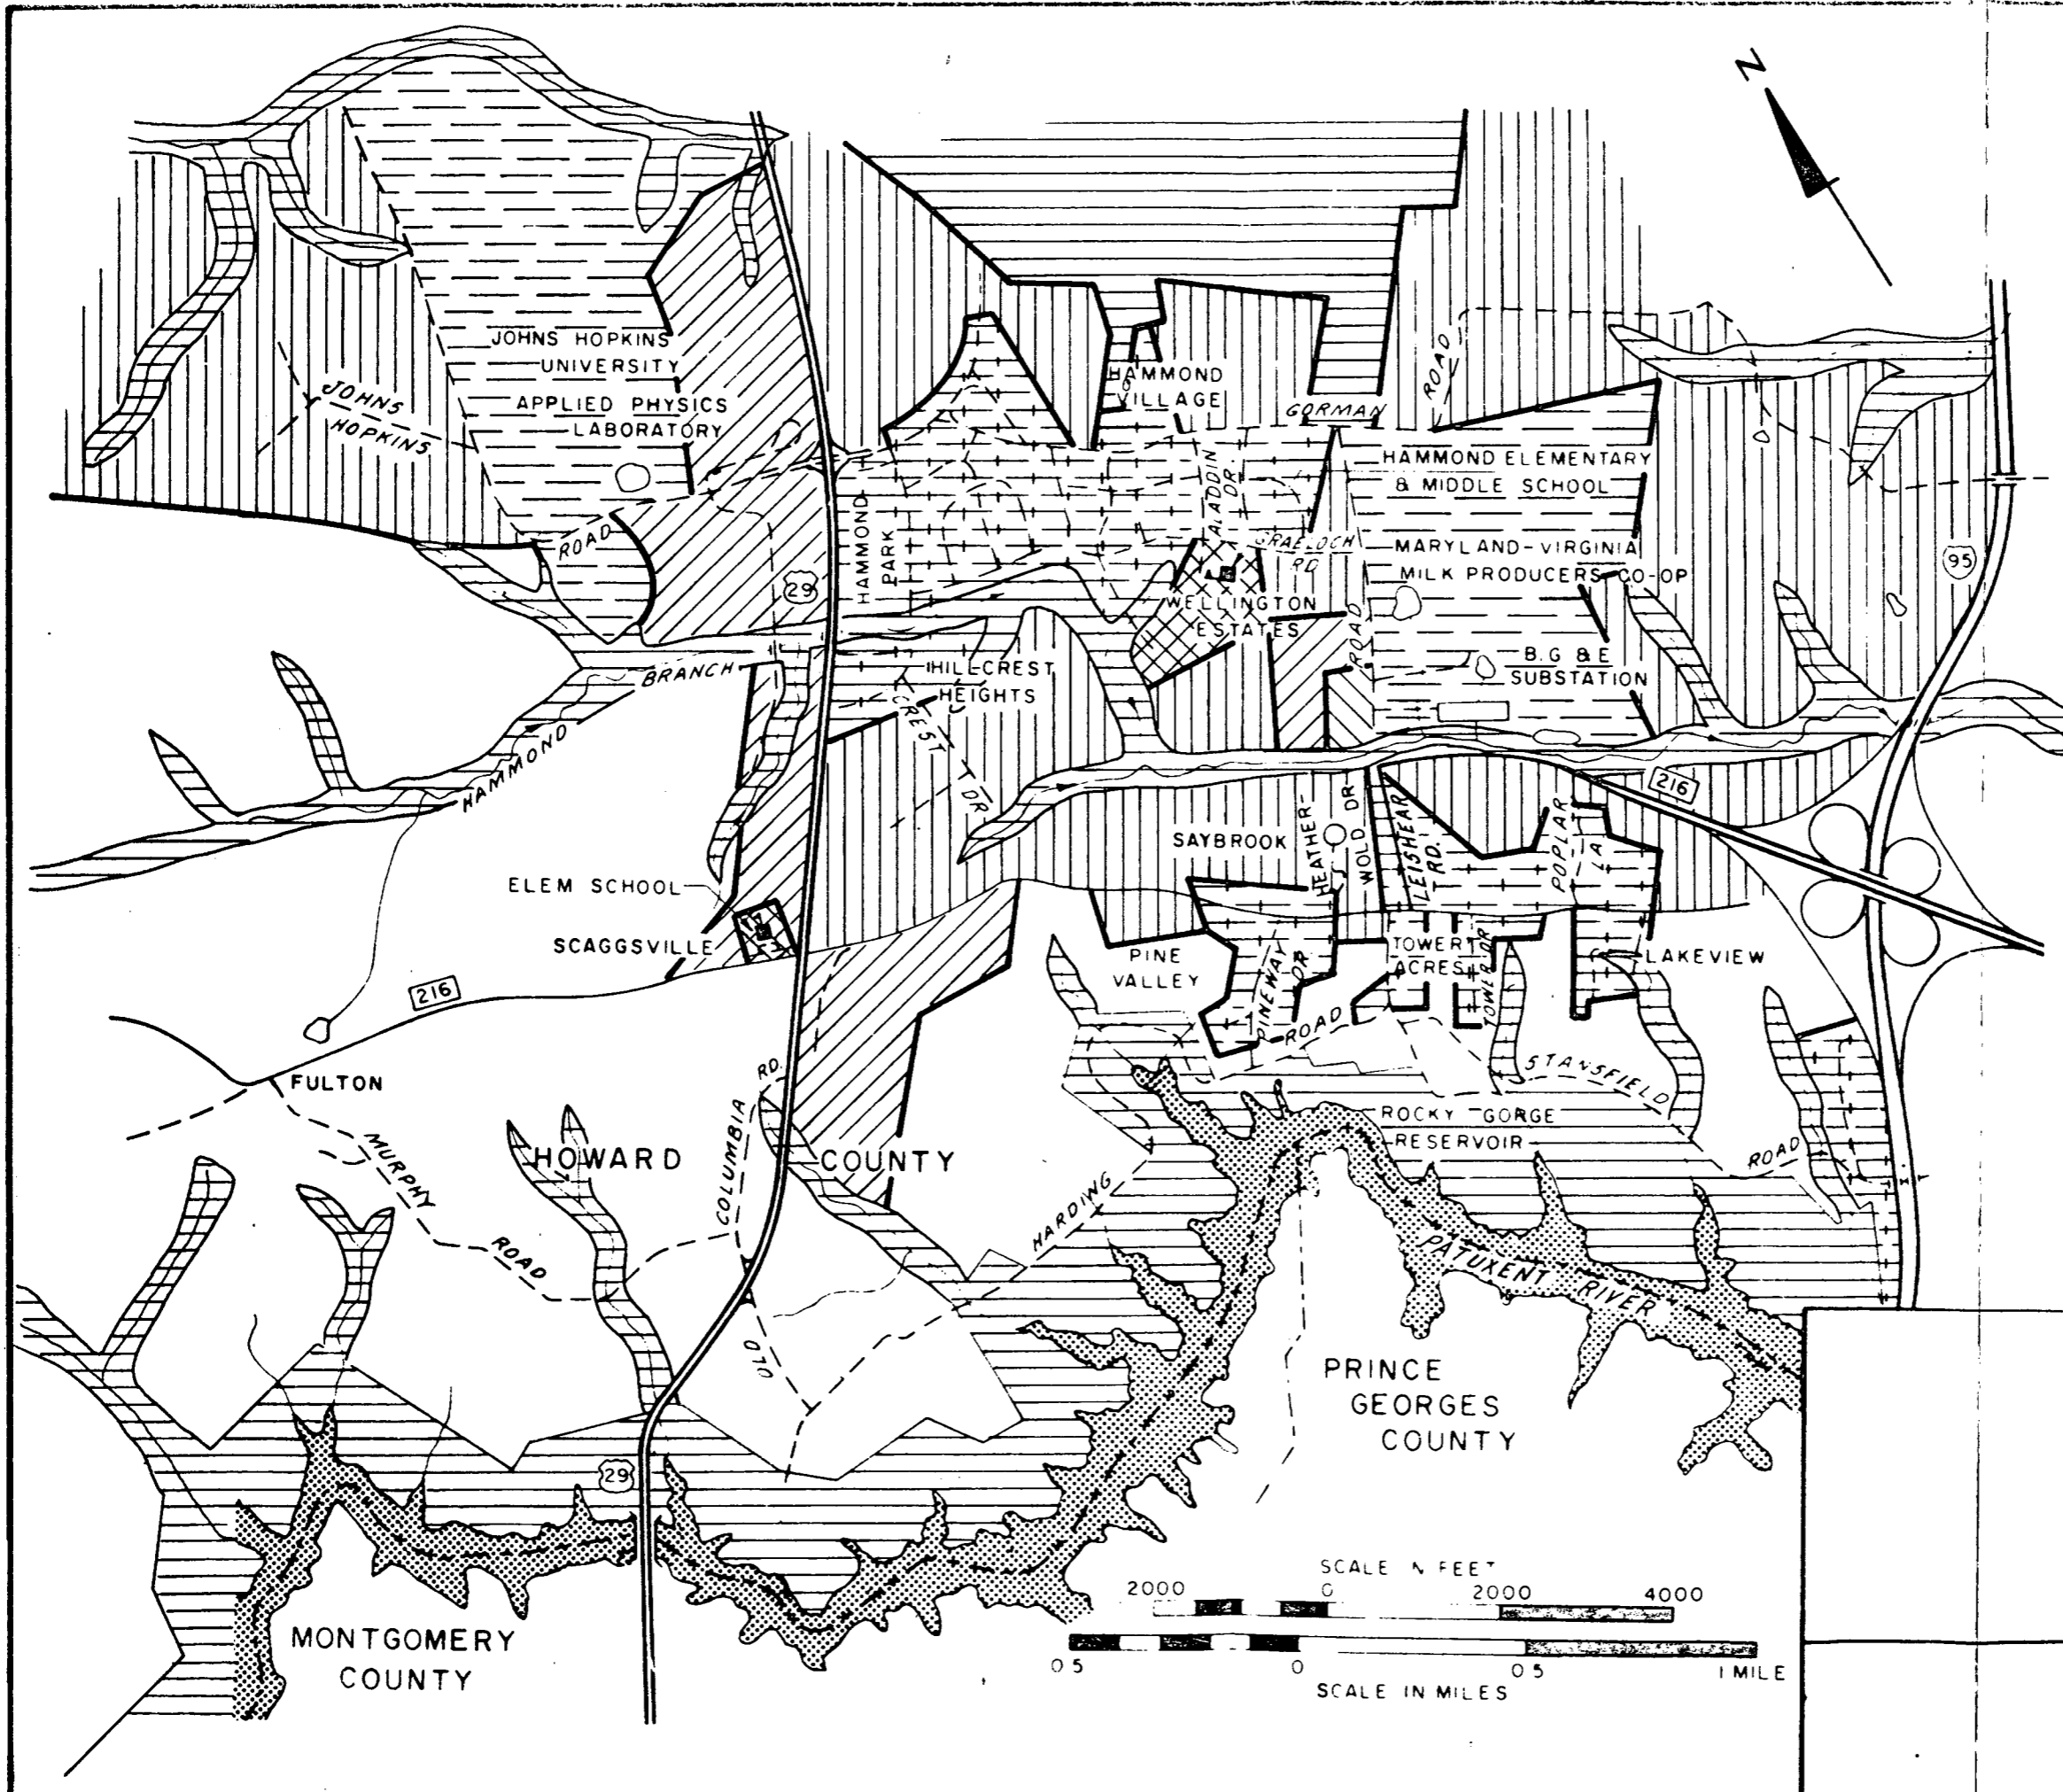 N
JOHNS HOPKINS
UNIVERSITY
APPLIED PHYSICS
LABORATORY
JOHNS
HOPKINS
ROAD
HAMMOND
VILLAGE
GORMAN
ROAD
HAMMOND ELEMENTARY
& MIDDLE SCHOOL
ALADDIN
DR.
HAMMOND
PARK
GRAELOCH
RD
MARYLAND-VIRGINIA
MILK PRODUCERS CO-OP
95
29
WELLINGTON
ESTATES
ROAD
B.G & E
SUBSTATION
HAMMOND
BRANCH
HILLCREST
HEIGHTS
CREST
DR
216
SAYBROOK
HEATHER-
WOLD DR
LEISHEAR
RD.
POPLAR
LA
ELEM SCHOOL
SCAGGSVILLE
PINE
VALLEY
PINEWAY
DR
TOWER
ACRES
TOWER DR
LAKEVIEW
216
FULTON
ROAD
STANSFIELD
ROAD
ROCKY GORGE
RESERVOIR
RD.
COLUMBIA
OLD
HOWARD COUNTY
MURPHY
ROAD
HARDING
PATUXENT RIVER
PRINCE
GEORGES
COUNTY
29
MONTGOMERY
COUNTY
SCALE N FEET
2000 0 2000 4000
0 5 0 0 5 1 MILE
SCALE IN MILES